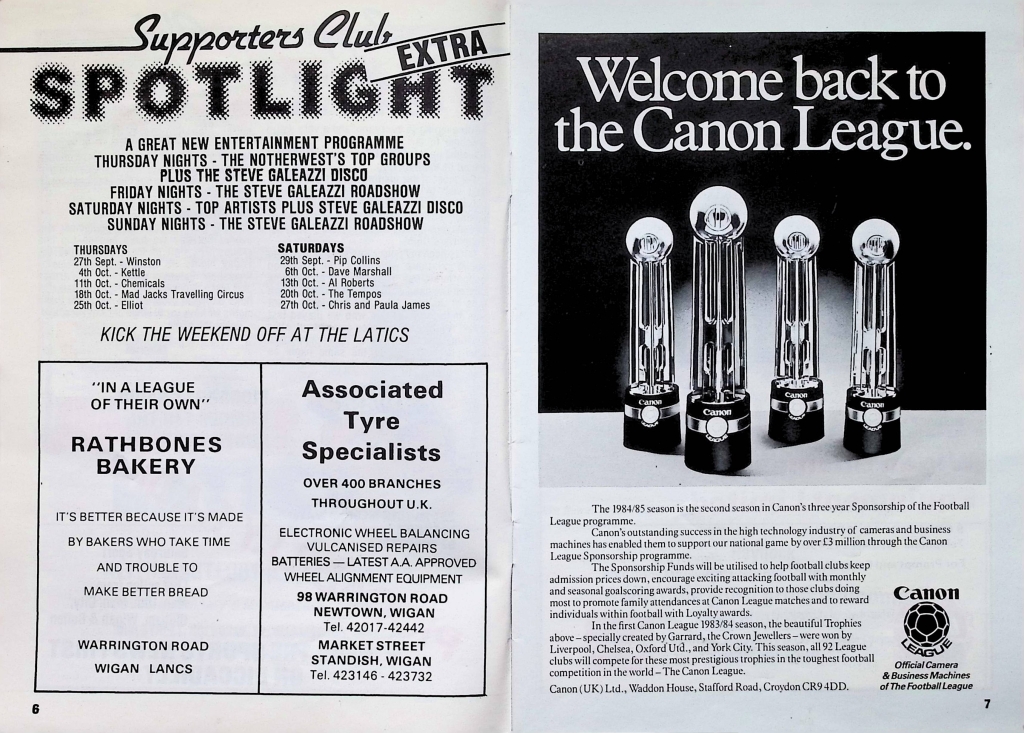 Supporters Club
EXTRA
SPOTLIGHT
A GREAT NEW ENTERTAINMENT PROGRAMME
THURSDAY NIGHTS - THE NOTHERWEST'S TOP GROUPS
PLUS THE STEVE GALEAZZI DISCO
FRIDAY NIGHTS - THE STEVE GALEAZZI ROADSHOW
SATURDAY NIGHTS - TOP ARTISTS PLUS STEVE GALEAZZI DISCO
SUNDAY NIGHTS - THE STEVE GALEAZZI ROADSHOW
THURSDAYS
27th Sept. - Winston
4th Oct. - Kettle
11th Oct. - Chemicals
18th Oct. - Mad Jacks Travelling Circus
25th Oct. - Elliot
SATURDAYS
29th Sept. - Pip Collins
6th Oct. - Dave Marshall
13th Oct. - Al Roberts
20th Oct. - The Tempos
27th Oct. - Chris and Paula James
KICK THE WEEKEND OFF AT THE LATICS
"IN A LEAGUE
OF THEIR OWN"
RATHBONES
BAKERY
IT'S BETTER BECAUSE IT'S MADE
BY BAKERS WHO TAKE TIME
AND TROUBLE TO
MAKE BETTER BREAD
WARRINGTON ROAD
WIGAN LANCS
Associated
Tyre
Specialists
OVER 400 BRANCHES
THROUGHOUT U.K.
ELECTRONIC WHEEL BALANCING
VULCANISED REPAIRS
BATTERIES — LATEST A.A. APPROVED
WHEEL ALIGNMENT EQUIPMENT
98 WARRINGTON ROAD
NEWTOWN, WIGAN
Tel. 42017-42442
MARKET STREET
STANDISH, WIGAN
Tel. 423146 - 423732
6
Welcome back to
the Canon League.
Canon
LEAGUE
Canon
LEAGUE
Canon
LEAGUE
Canon
LEAGUE
The 1984/85 season is the second season in Canon's three year Sponsorship of the Football
League programme.
Canon's outstanding success in the high technology industry of cameras and business
machines has enabled them to support our national game by over £3 million through the Canon
League Sponsorship programme.
The Sponsorship Funds will be utilised to help football clubs keep
admission prices down, encourage exciting attacking football with monthly
and seasonal goalscoring awards, provide recognition to those clubs doing
most to promote family attendances at Canon League matches and to reward
individuals within football with Loyalty awards.
In the first Canon League 1983/84 season, the beautiful Trophies
above – specially created by Garrard, the Crown Jewellers – were won by
Liverpool, Chelsea, Oxford Utd., and York City. This season, all 92 League
clubs will compete for these most prestigious trophies in the toughest football
competition in the world – The Canon League.
Canon (UK) Ltd., Waddon House, Stafford Road, Croydon CR9 4DD.
Canon
LEAGUE
Official Camera
& Business Machines
of The Football League
7